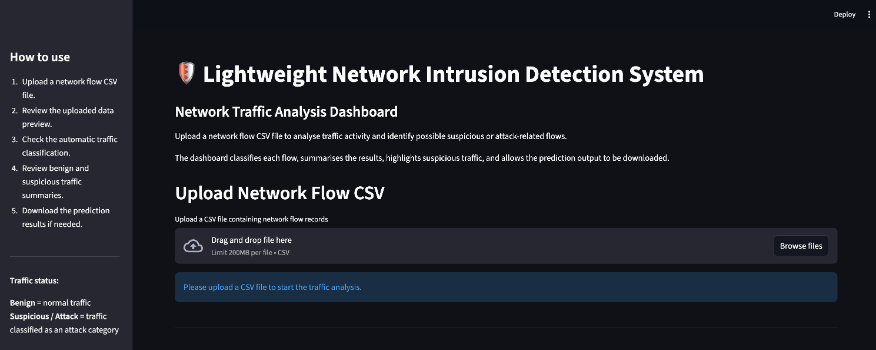 Deploy
How to use
1. Upload a network flow CSV
file.
2. Review the uploaded data
preview.
3. Check the automatic traffic
classification.
4. Review benign and
suspicious traffic
summaries.
5. Download the prediction
results if needed.
Traffic status:
Benign = normal traffic
Suspicious / Attack = traffic
classified as an attack category
Lightweight Network Intrusion Detection System
Network Traffic Analysis Dashboard
Upload a network flow CSV file to analyse traffic activity and identify possible suspicious or attack-related flows.
The dashboard classifies each flow, summarises the results, highlights suspicious traffic, and allows the prediction output to be downloaded.
Upload Network Flow CSV
Upload a CSV file containing network flow records
Drag and drop file here
Limit 200MB per file • CSV
Browse files
Please upload a CSV file to start the traffic analysis.